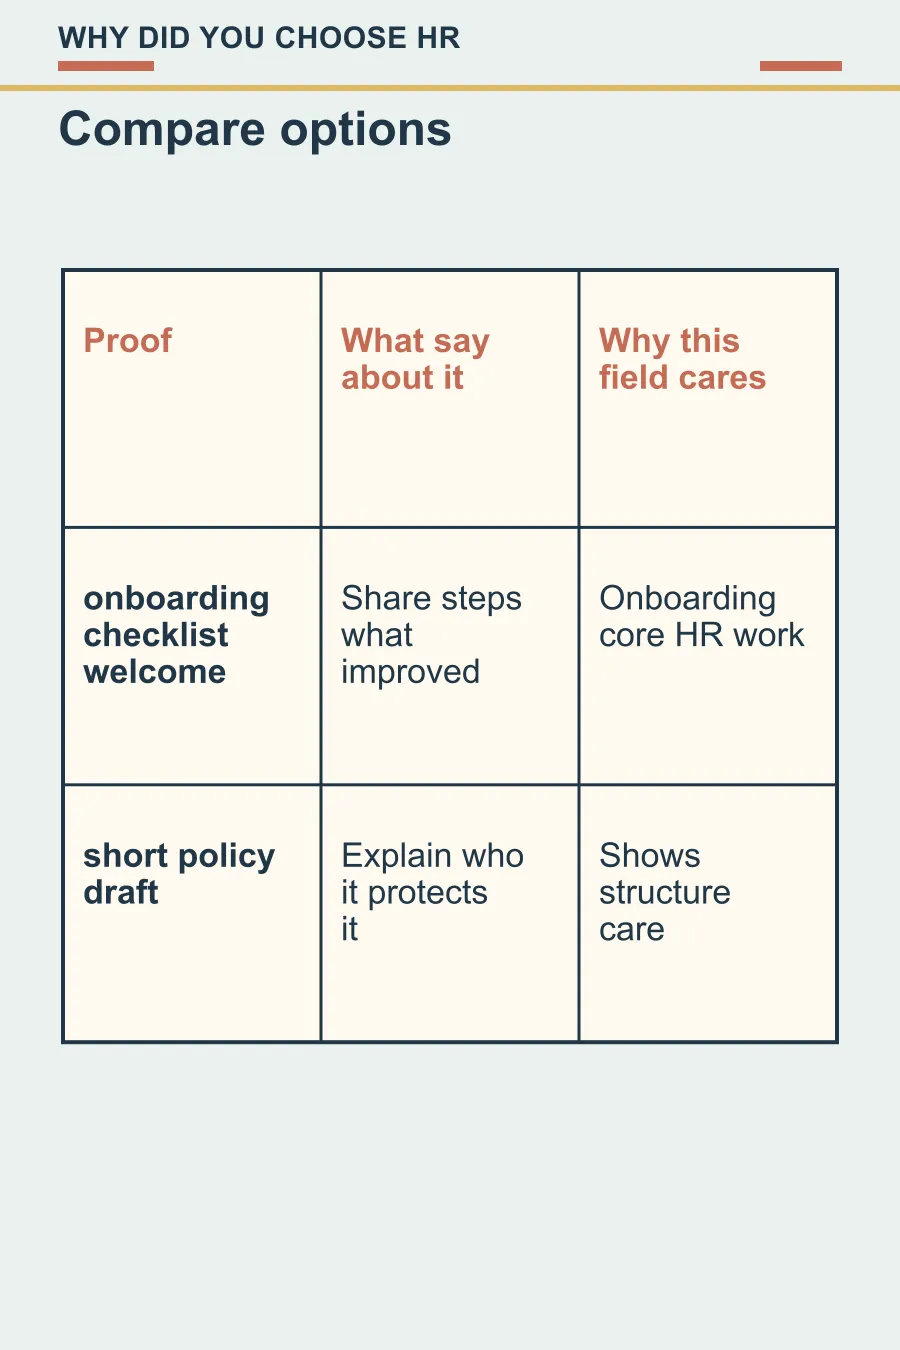 WHY DID YOU CHOOSE HR
Compare options
Proof
What say
about it
Why this
field cares
onboarding
checklist
welcome
Share steps
what
improved
Onboarding
core HR work
short policy
draft
Explain who
it protects
it
Shows
structure
care